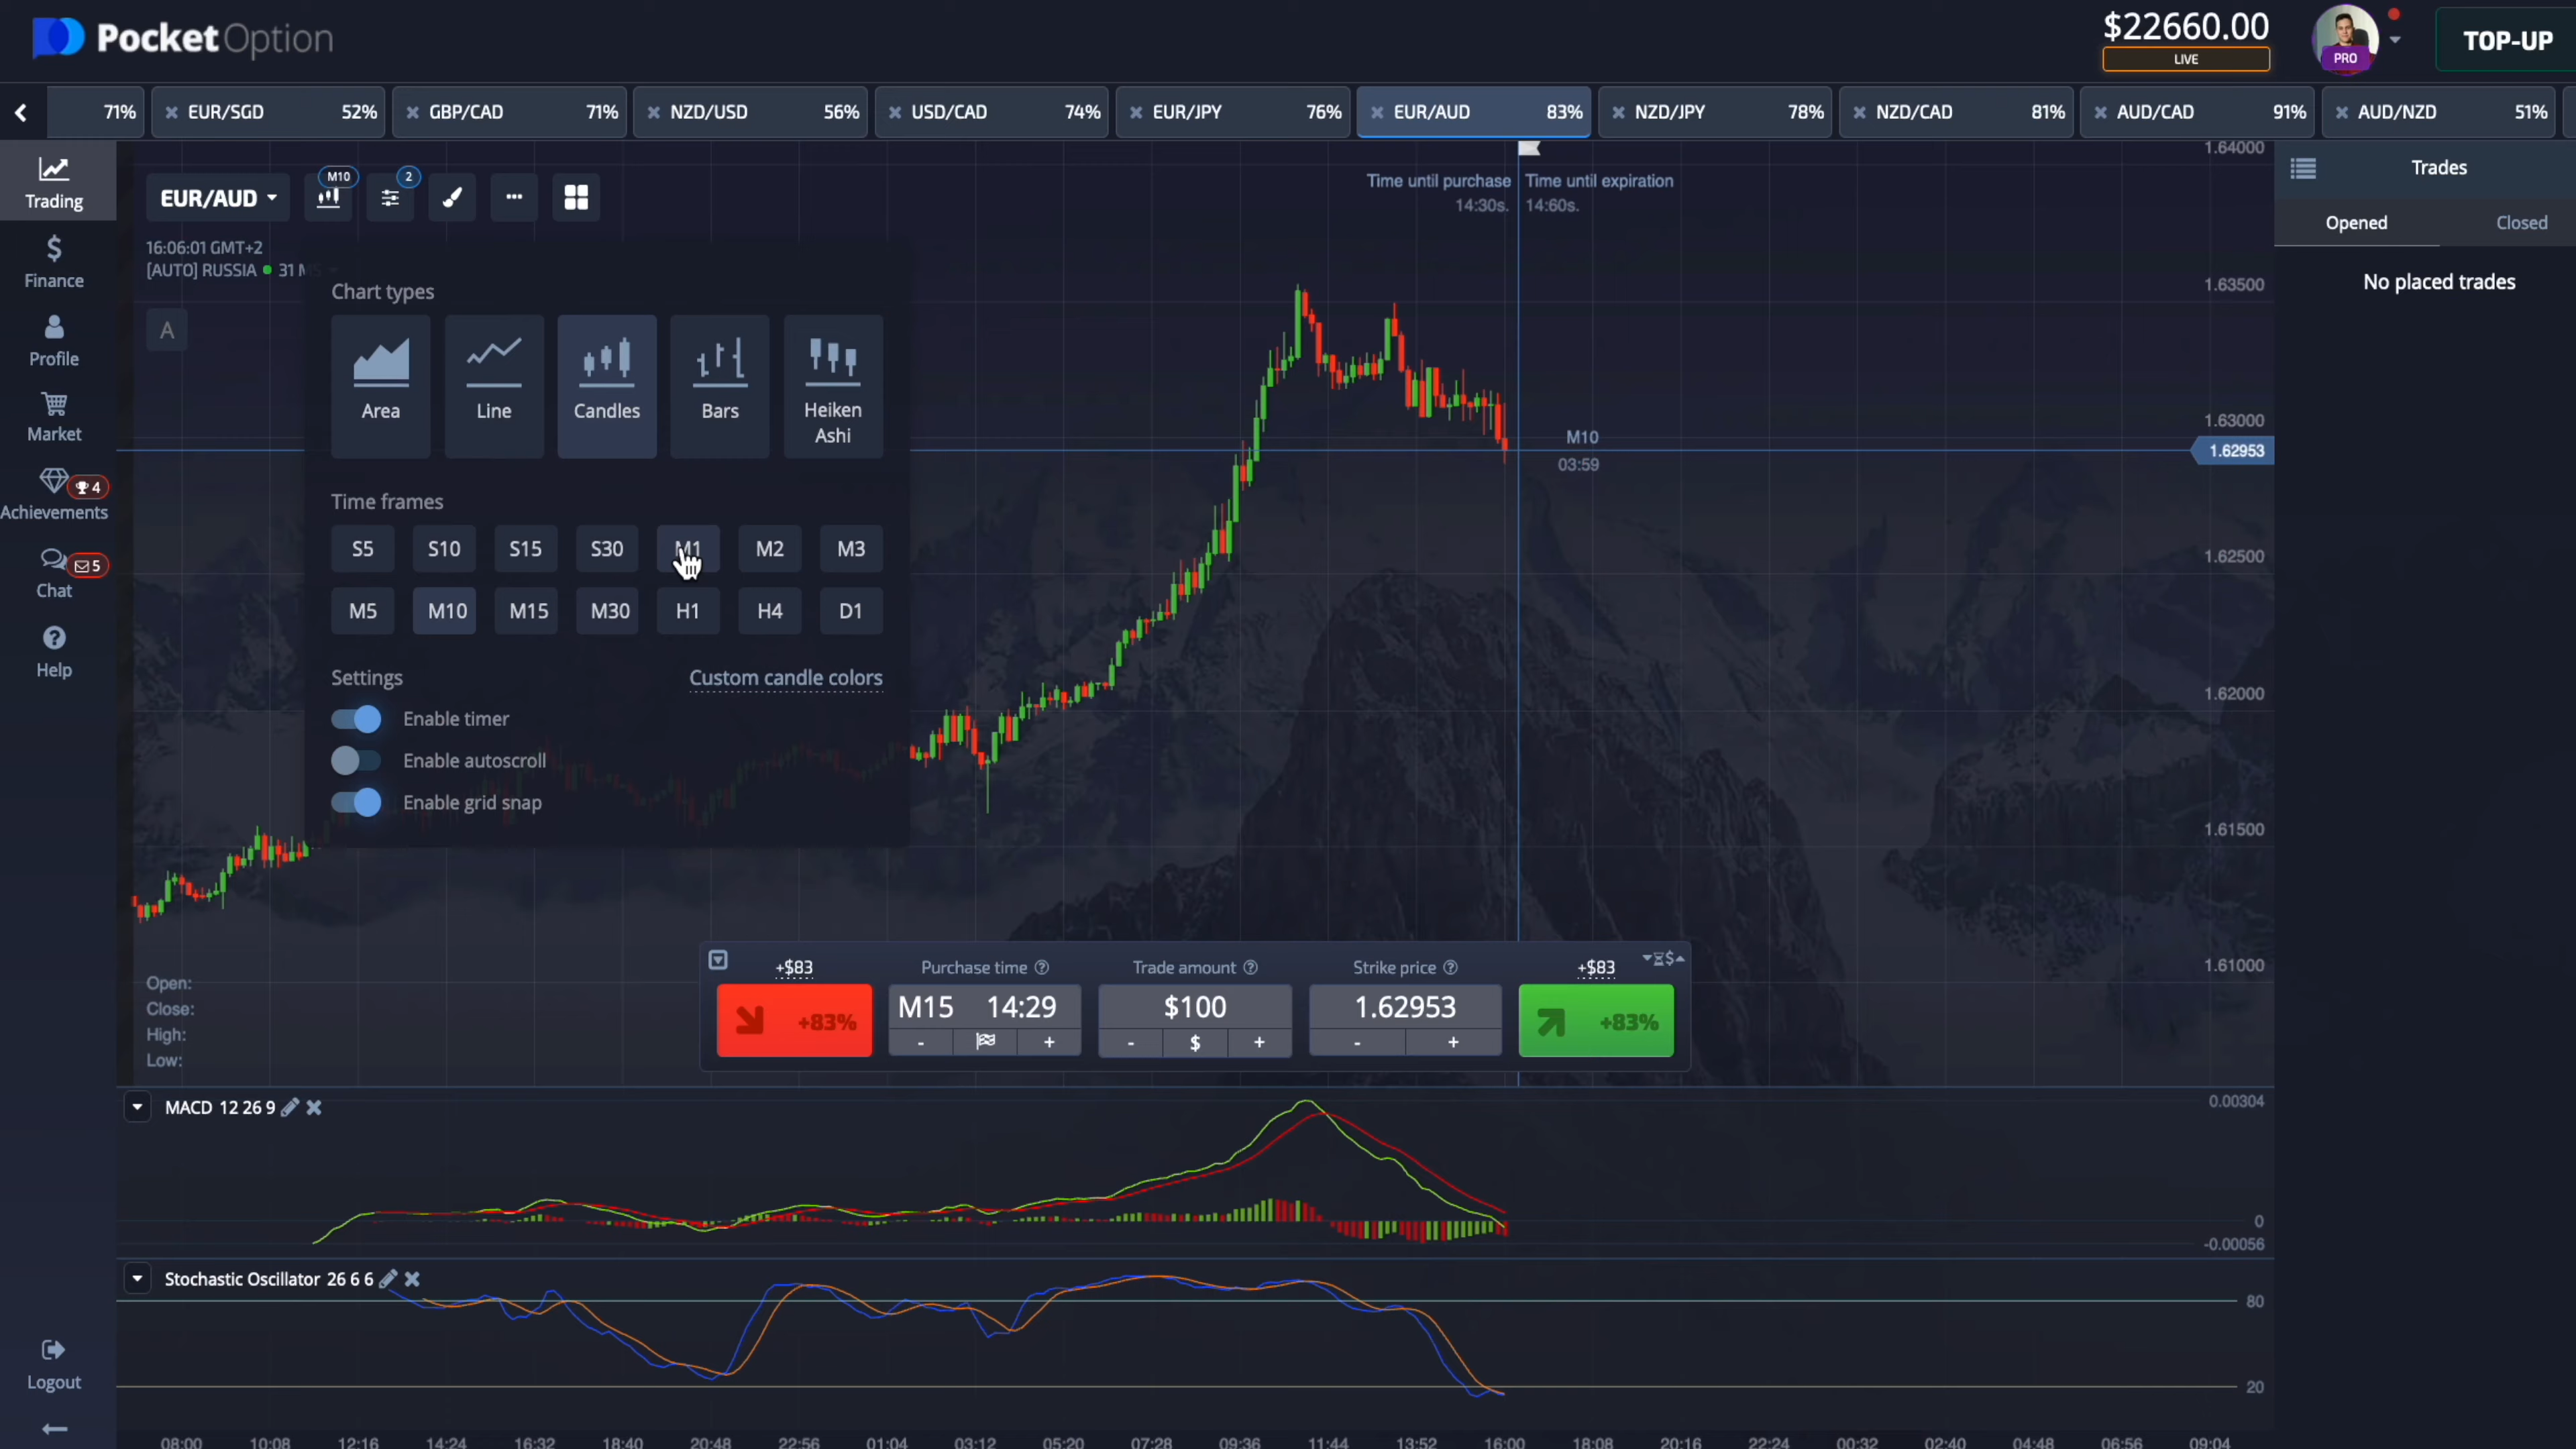 Pocket Option
$22660.00
LIVE
PRO
TOP-UP
71%
EUR/SGD 52%
GBP/CAD 71%
NZD/USD 56%
USD/CAD 74%
EUR/JPY 76%
EUR/AUD 83%
NZD/JPY 78%
NZD/CAD 81%
AUD/CAD 91%
AUD/NZD 51%
Trading
Finance
Profile
Market
4
Achievements
5
Chat
Help
Logout
EUR/AUD
M10
2
16:06:01 GMT+2
[AUTO] RUSSIA 31
A
Chart types
Area
Line
Candles
Bars
Heiken
Ashi
Time frames
S5 S10 S15 S30 M1 M2 M3
M5 M10 M15 M30 H1 H4 D1
Settings
Custom candle colors
Enable timer
Enable autoscroll
Enable grid snap
Time until purchase
14:30s.
Time until expiration
14:60s.
M10
03:59
1.64000
1.63500
1.63000
1.62953
1.62500
1.62000
1.61500
1.61000
Trades
Opened
Closed
No placed trades
Open:
Close:
High:
Low:
+$83
+83%
Purchase time
M15 14:29
- +
Trade amount
$100
- $ +
Strike price
1.62953
- +
+$83
$
+83%
MACD 12 26 9
0.00304
0
-0.00056
Stochastic Oscillator 26 6 6
80
20
08:00 10:08 12:16 14:24 16:32 18:40 20:48 22:56 01:04 03:12 05:20 07:28 09:36 11:44 13:52 16:00 18:08 20:16 22:24 00:32 02:40 04:48 06:56 09:04